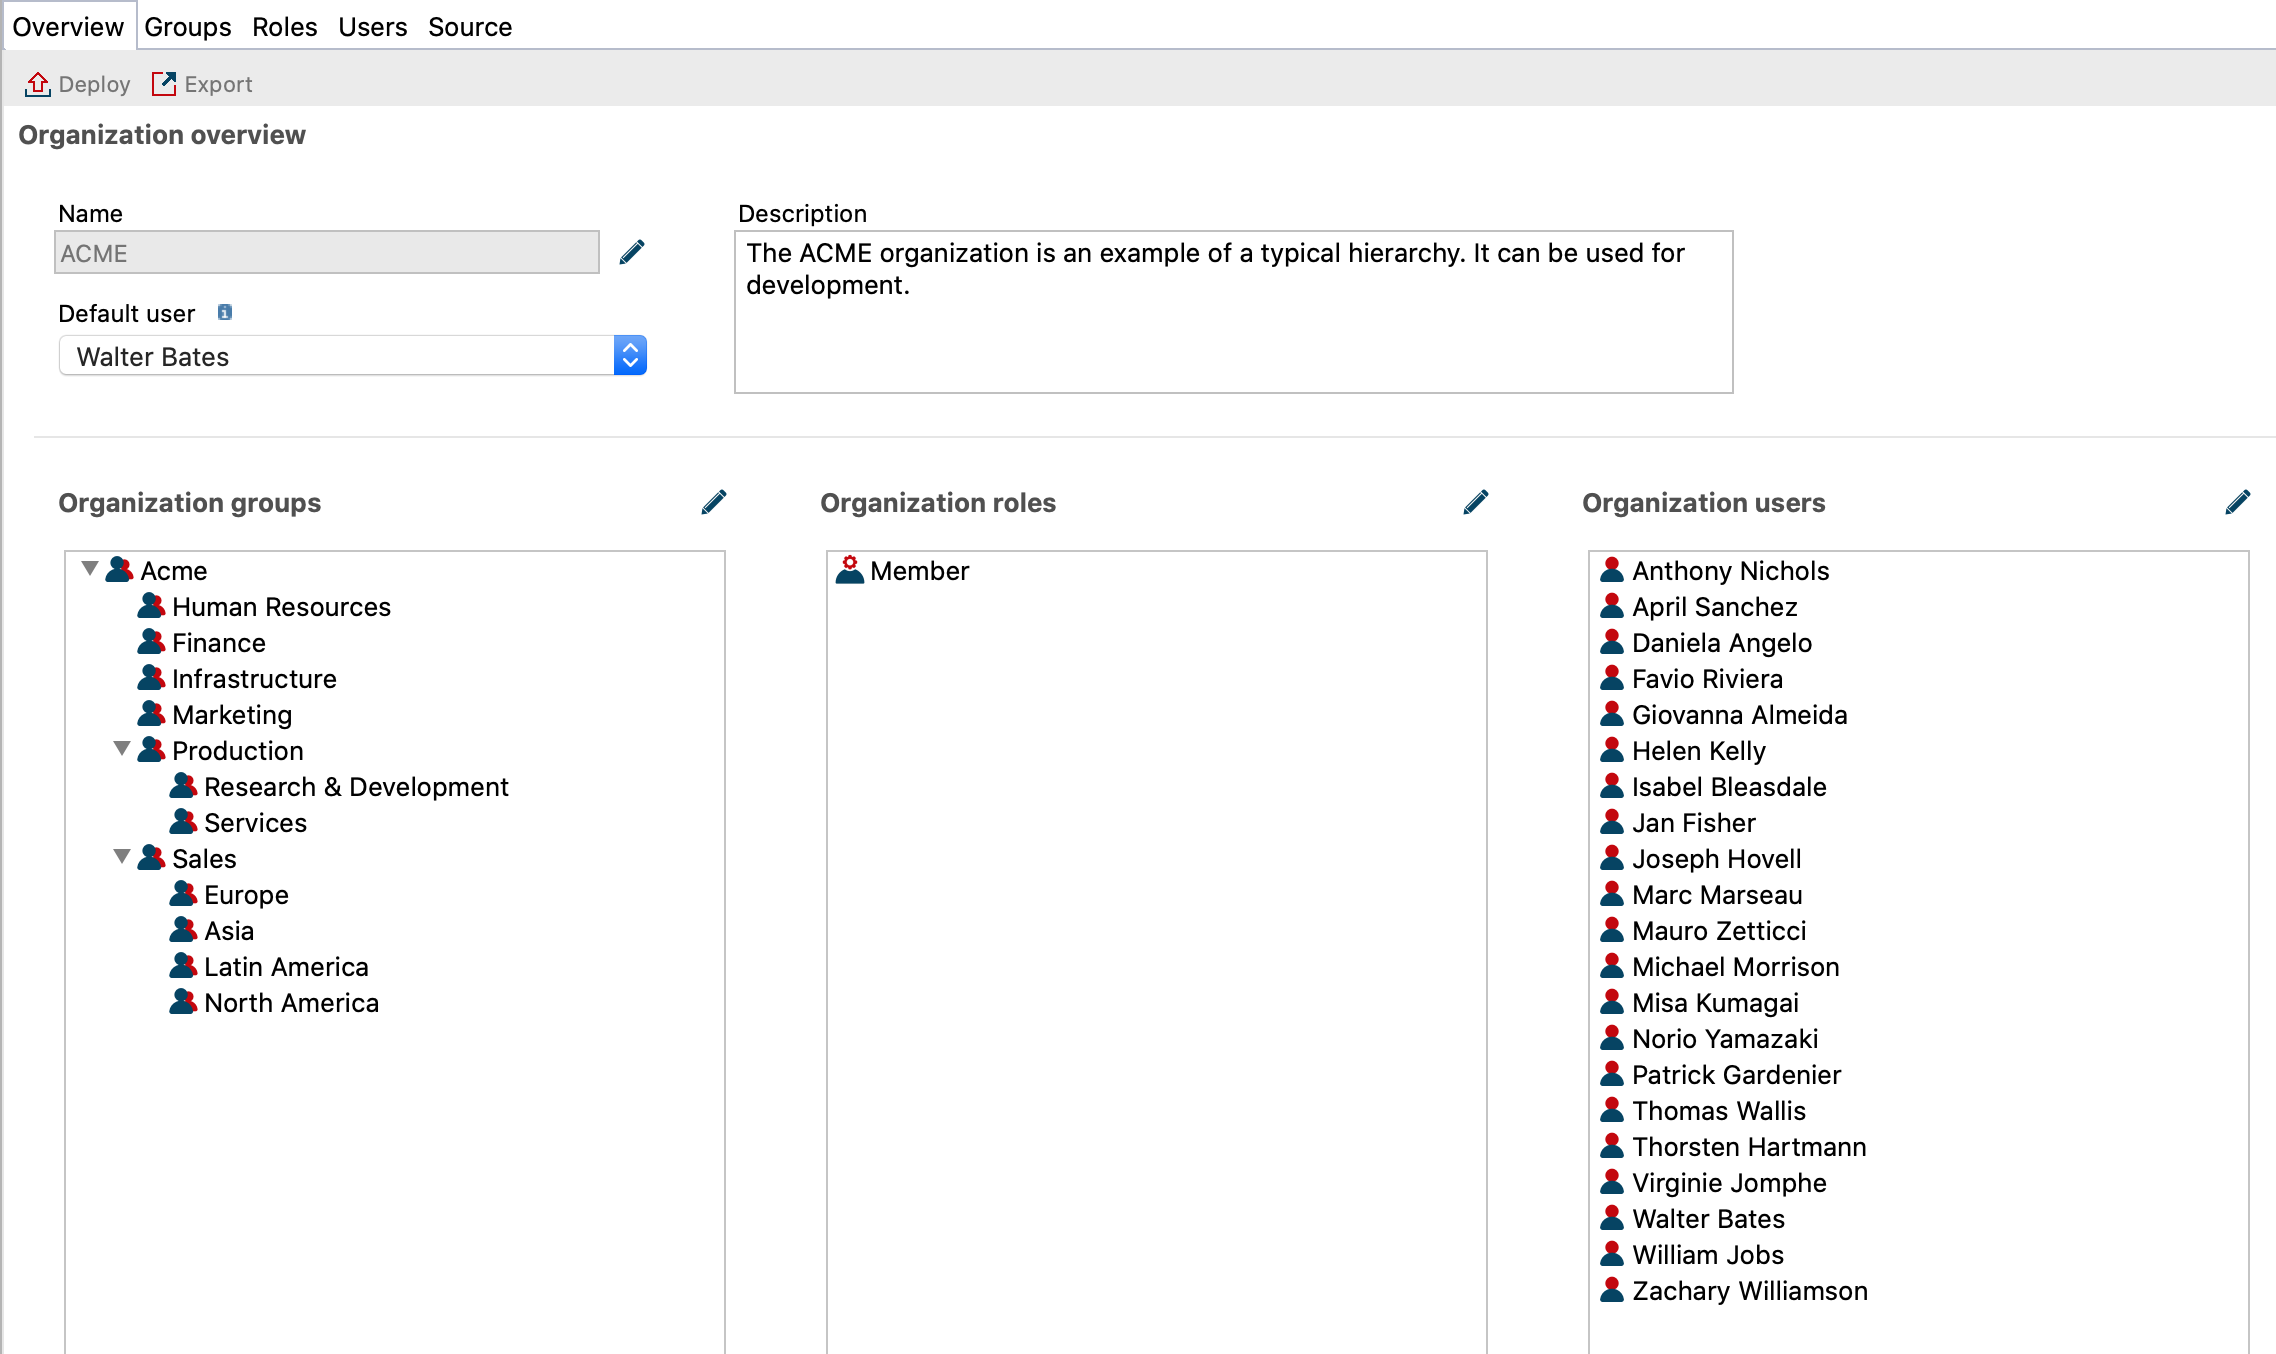 Overview Groups Roles Users Source
Deploy Export
Organization overview
Name
ACME
Default user
Walter Bates
Description
The ACME organization is an example of a typical hierarchy. It can be used for
development.
Organization groups
Acme
Human Resources
Finance
Infrastructure
Marketing
Production
Research & Development
Services
Sales
Europe
Asia
Latin America
North America
Organization roles
Member
Organization users
Anthony Nichols
April Sanchez
Daniela Angelo
Favio Riviera
Giovanna Almeida
Helen Kelly
Isabel Bleasdale
Jan Fisher
Joseph Hovell
Marc Marseau
Mauro Zetticci
Michael Morrison
Misa Kumagai
Norio Yamazaki
Patrick Gardenier
Thomas Wallis
Thorsten Hartmann
Virginie Jomphe
Walter Bates
William Jobs
Zachary Williamson